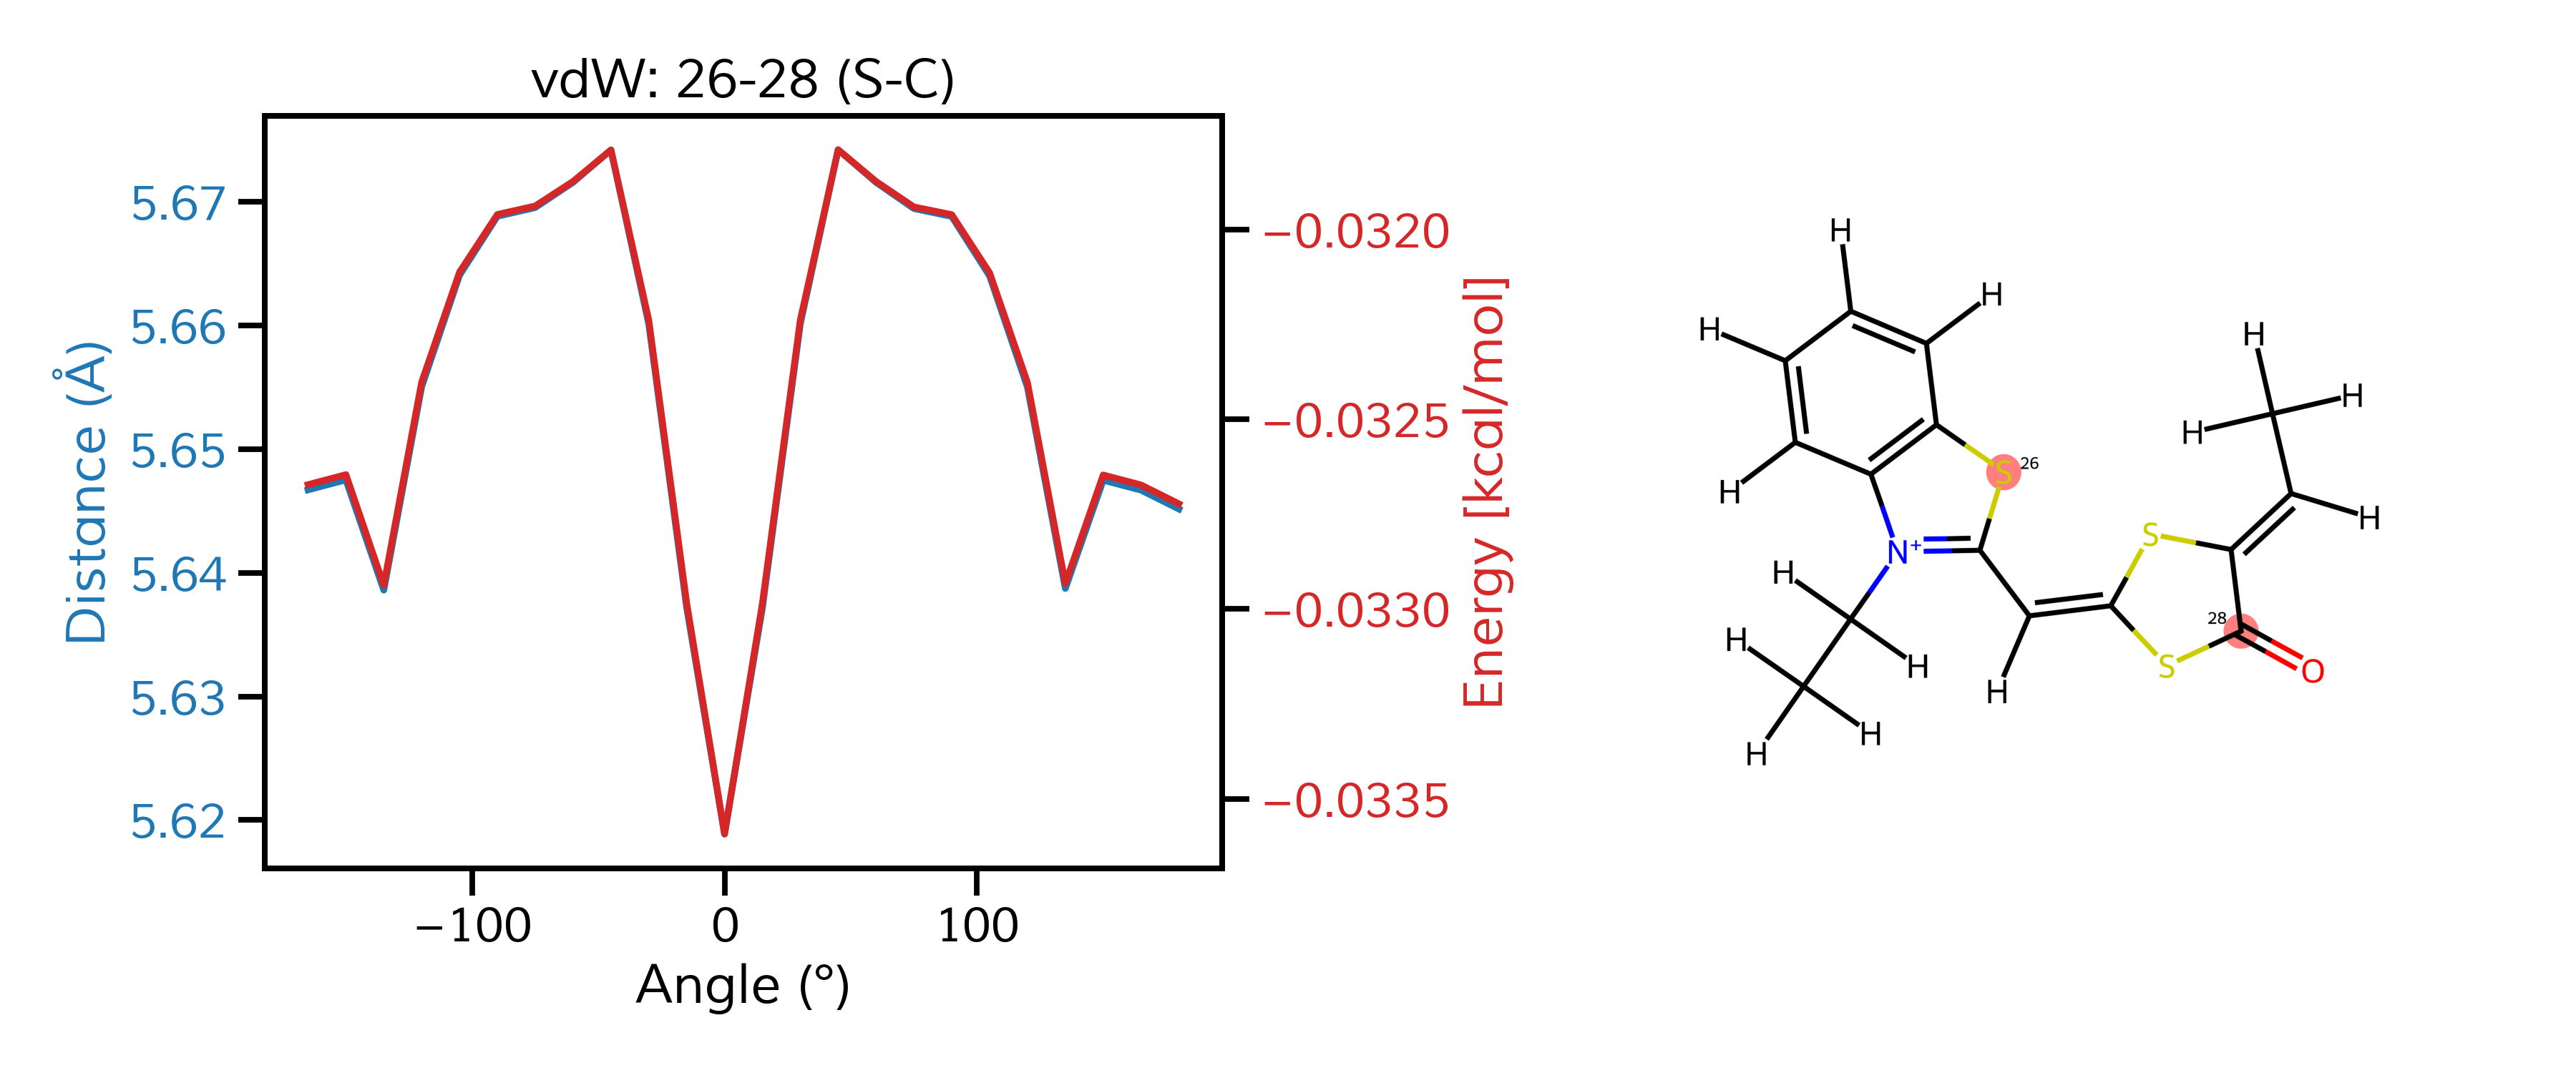 vdW: 26-28 (S-C)
5.67
5.66
5.65
5.64
5.63
5.62
Distance (Å)
−100
0
100
Angle (°)
−0.0320
−0.0325
−0.0330
−0.0335
Energy [kcal/mol]
H
H
H
H
H
H
H
S 26
H
H
S
N+
H
28
H
S
O
H
H
H
H